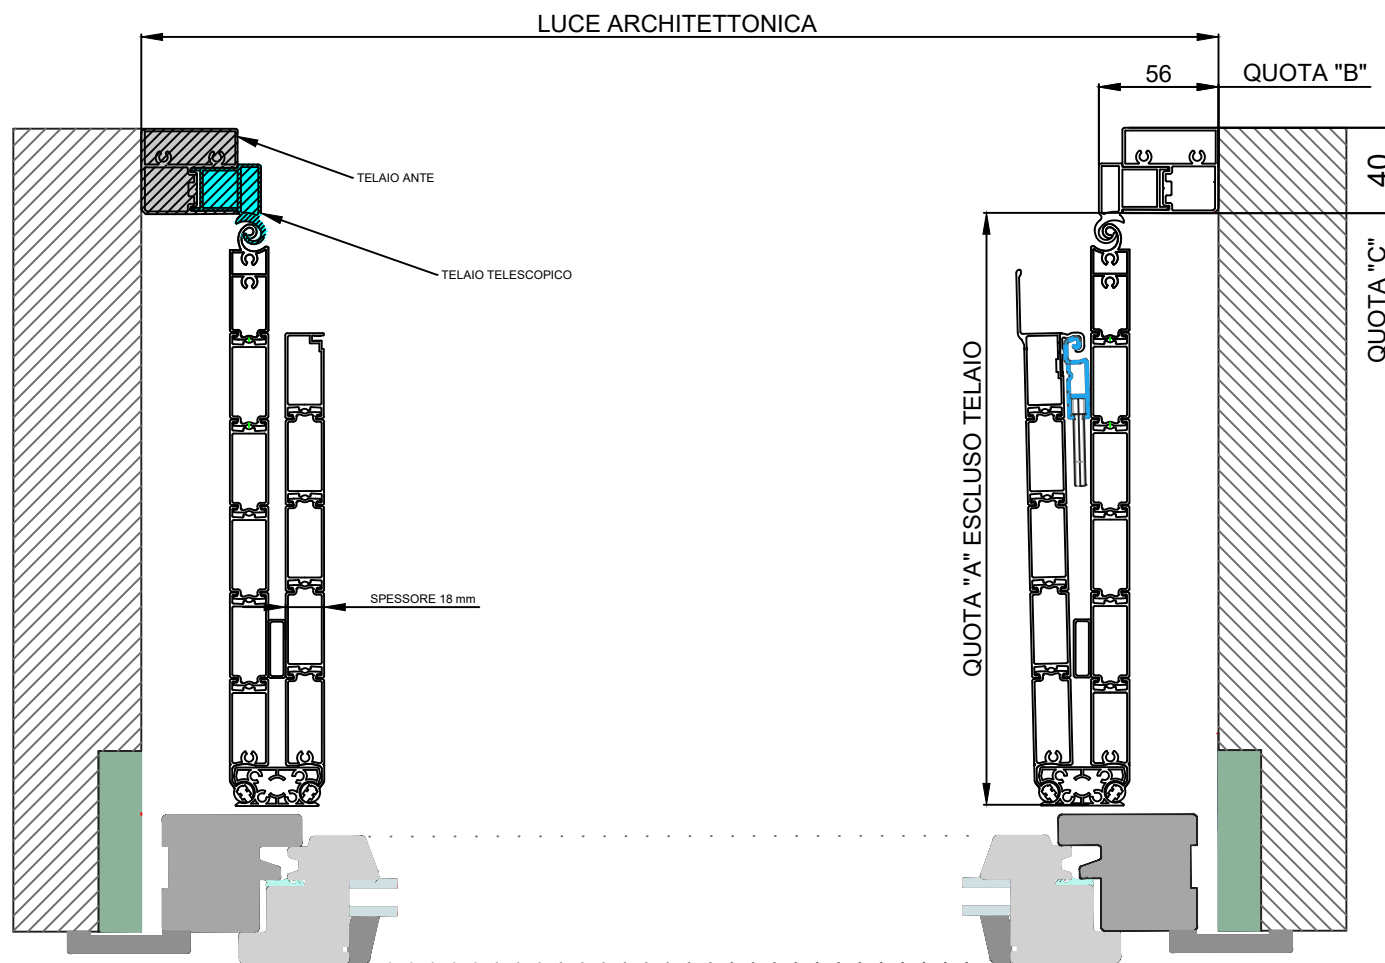 LUCE ARCHITETTONICA
56
QUOTA "B"
TELAIO ANTE
40
TELAIO TELESCOPICO
QUOTA "C"
QUOTA "A" ESCLUSO TELAIO
SPESSORE 18 mm